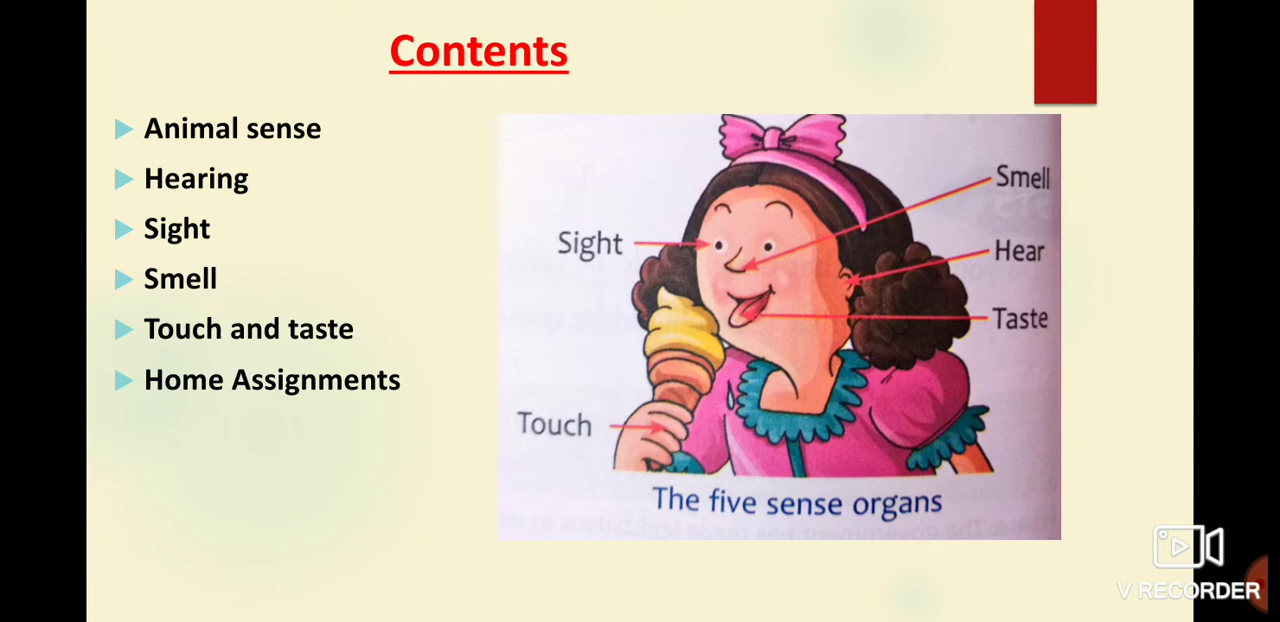 Contents
Animal sense
Hearing
Sight
Smell
Touch and taste
Home Assignments
Smell
Sight
Hear
Taste
Touch
The five sense organs
V RECORDER